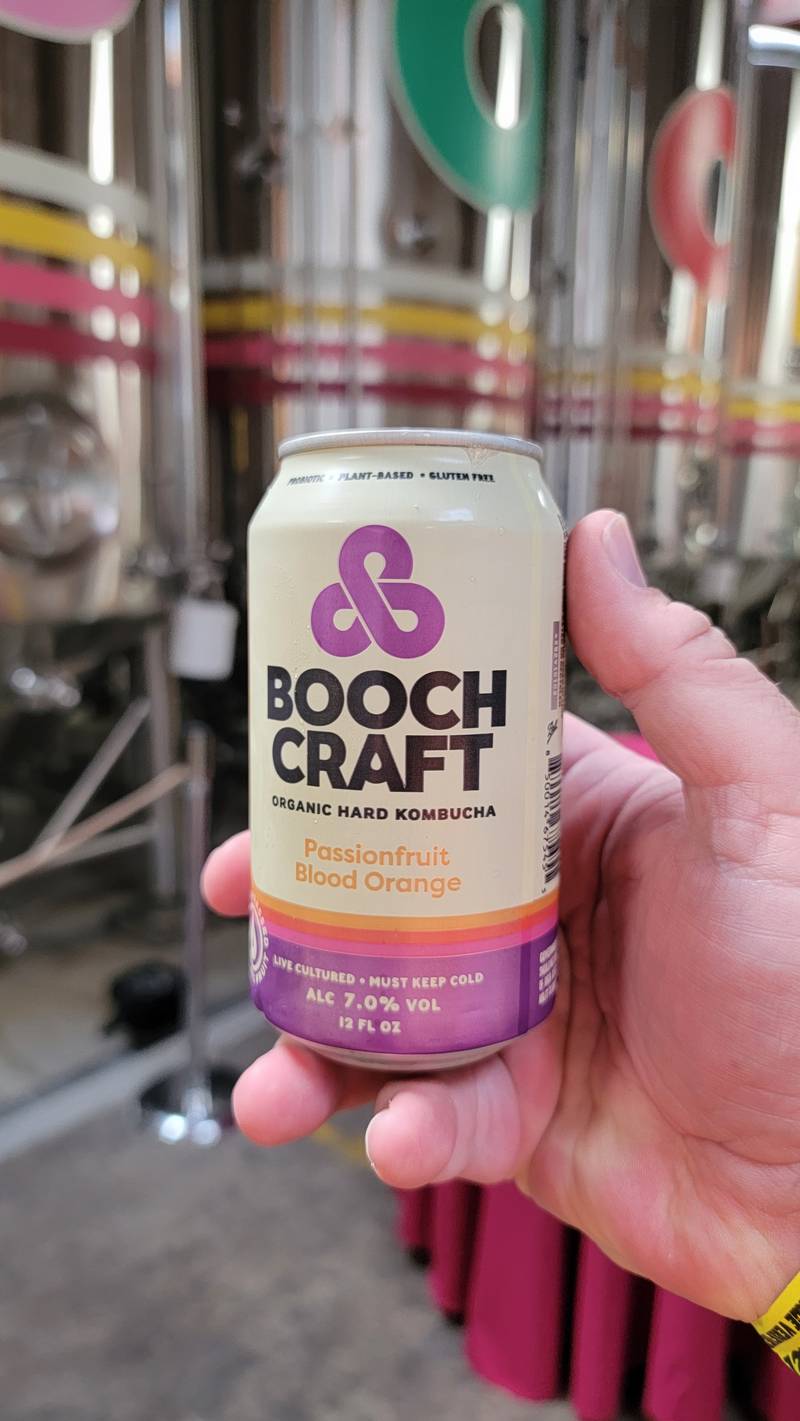 PROBIOTIC • PLANT-BASED • GLUTEN FREE
BOOCH
CRAFT
ORGANIC HARD KOMBUCHA
Passionfruit
Blood Orange
LIVE CULTURED • MUST KEEP COLD
ALC 7.0% VOL
12 FL OZ